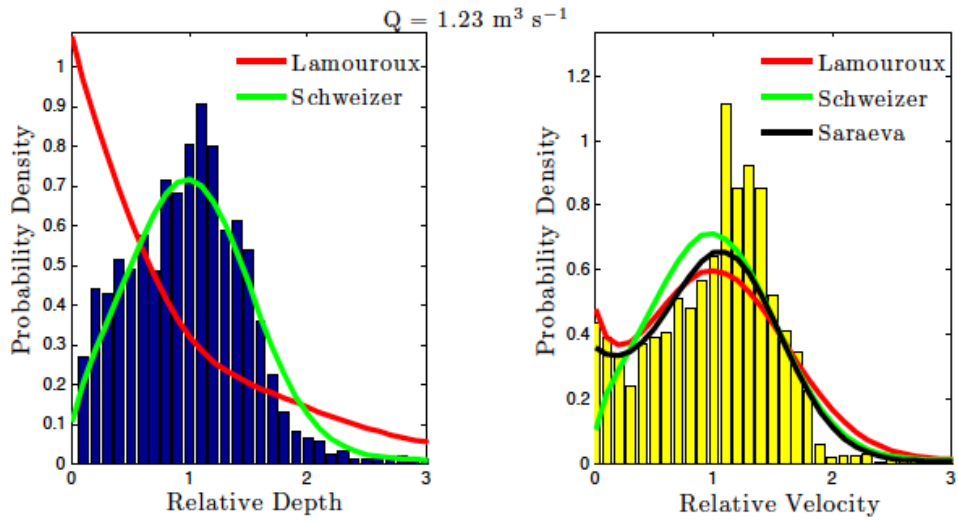 Q = 1.23 m³ s⁻¹
Probability Density
1
0.9
0.8
0.7
0.6
0.5
0.4
0.3
0.2
0.1
0
Lamouroux
Schweizer
0 1 2 3
Relative Depth
Probability Density
1.2
1
0.8
0.6
0.4
0.2
0
Lamouroux
Schweizer
Saraeva
0 1 2 3
Relative Velocity